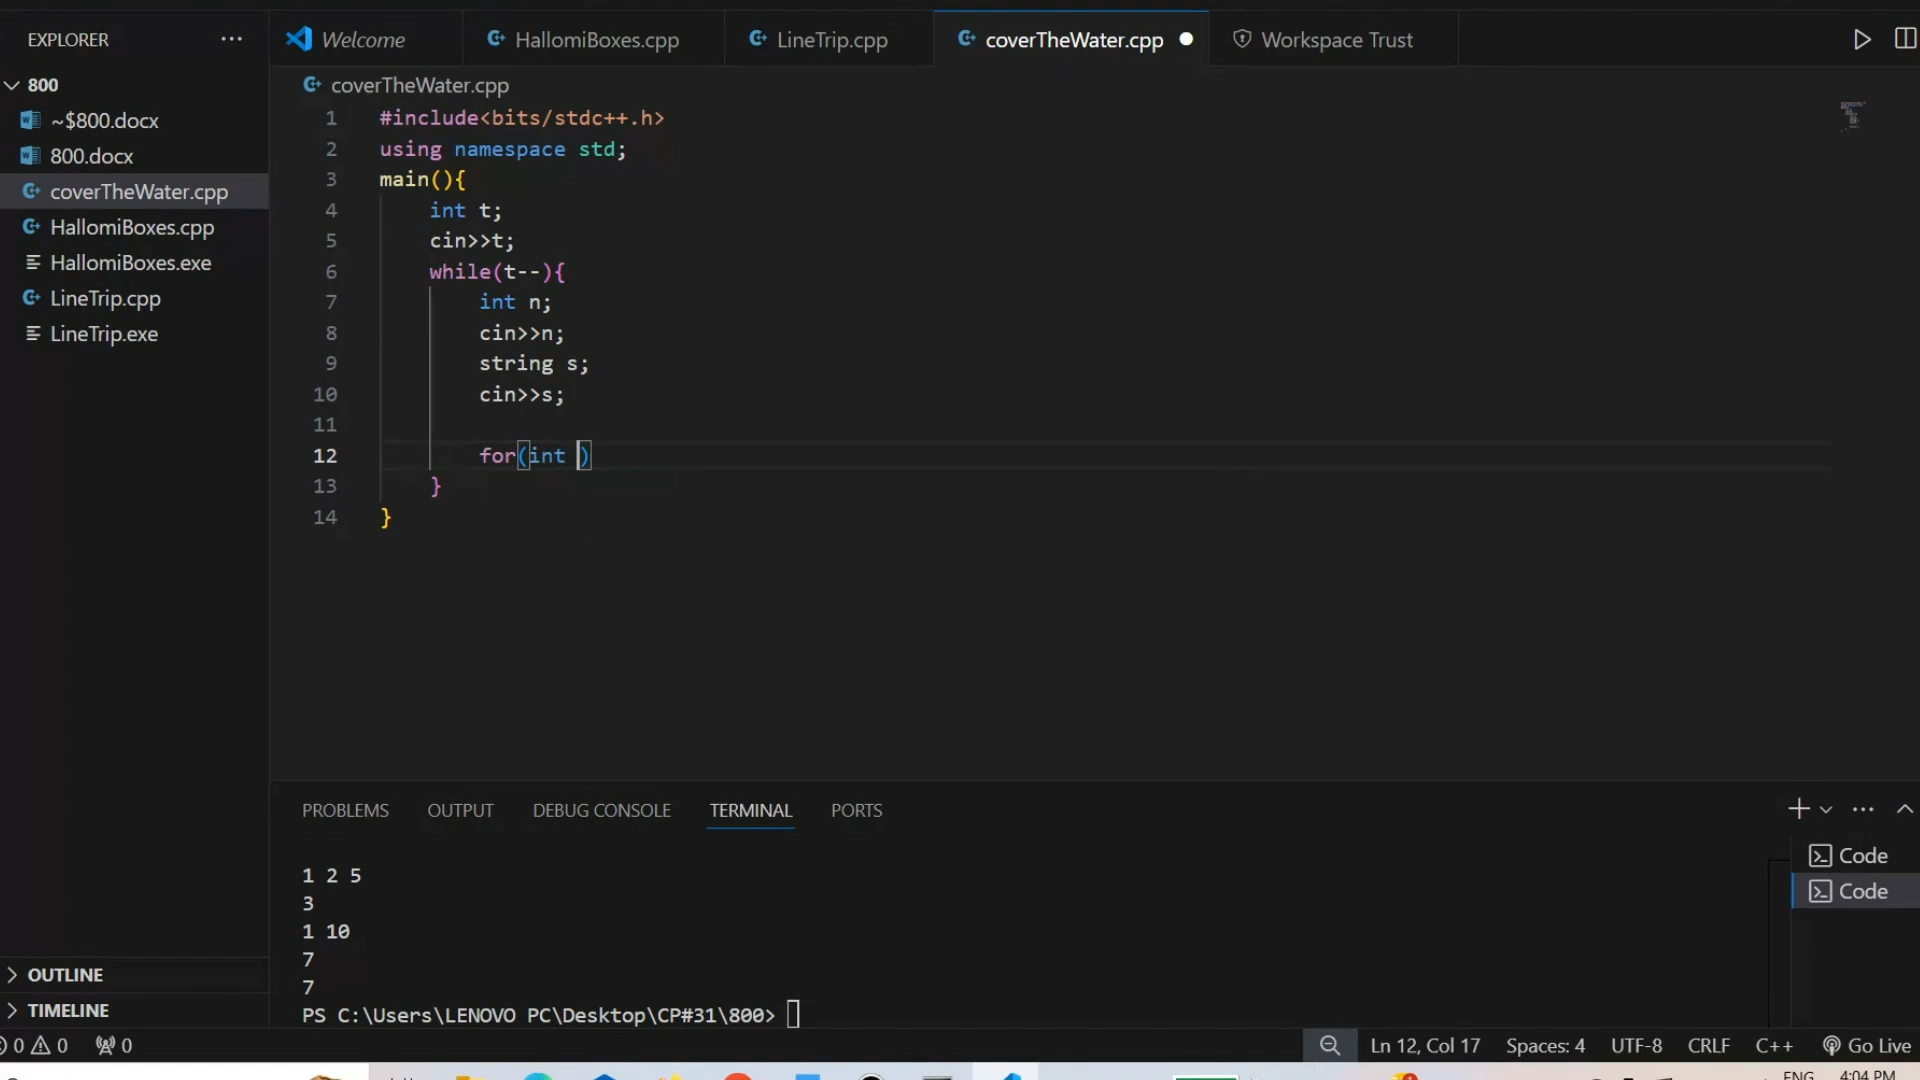 EXPLORER ...
Welcome
HallomiBoxes.cpp
LineTrip.cpp
coverTheWater.cpp
Workspace Trust
800
~$800.docx
800.docx
coverTheWater.cpp
HallomiBoxes.cpp
HallomiBoxes.exe
LineTrip.cpp
LineTrip.exe
OUTLINE
TIMELINE
coverTheWater.cpp
1 #include<bits/stdc++.h>
2 using namespace std;
3 main(){
4 int t;
5 cin>>t;
6 while(t--){
7 int n;
8 cin>>n;
9 string s;
10 cin>>s;
11
12 for(int )
13 }
14 }
PROBLEMS OUTPUT DEBUG CONSOLE TERMINAL PORTS
1 2 5
3
1 10
7
7
PS C:\Users\LENOVO PC\Desktop\CP#31\800>
Code
Code
0 0 0
Ln 12, Col 17 Spaces: 4 UTF-8 CRLF C++ Go Live
ENG 4:04 PM